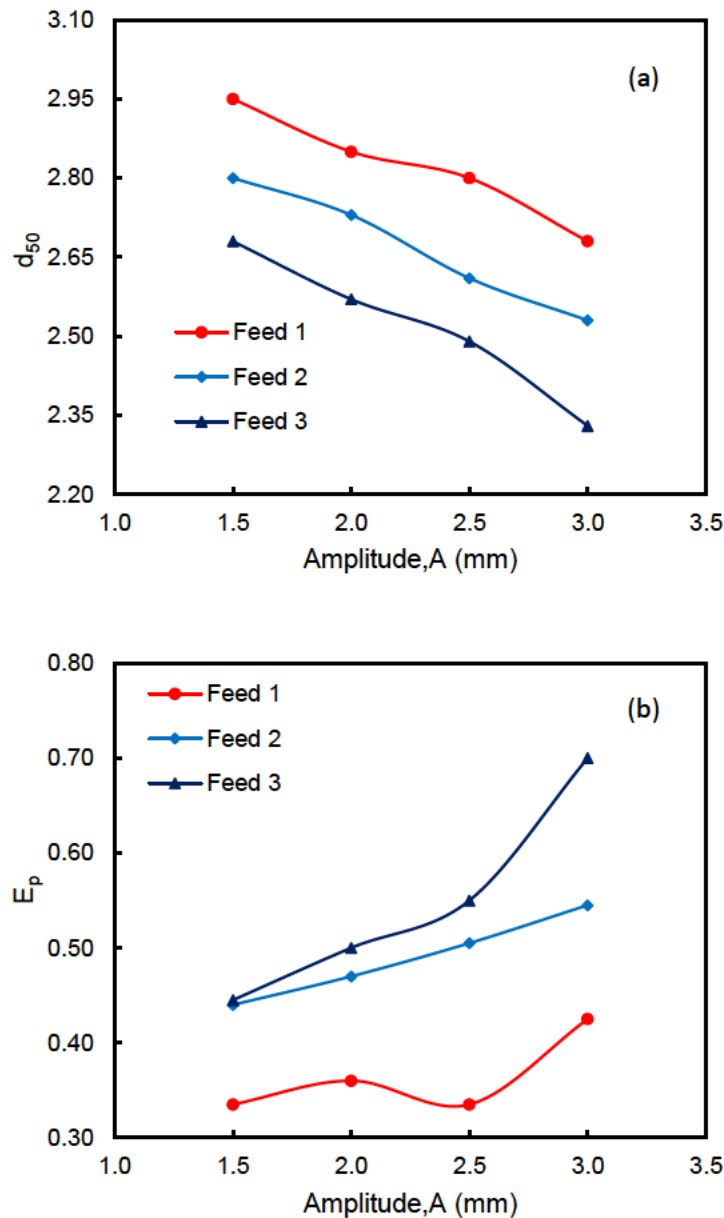 3.10
(a)
2.95
2.80
d50
2.65
2.50
Feed 1
Feed 2
2.35
Feed 3
2.20
1.0 1.5 2.0 2.5 3.0 3.5
Amplitude,A (mm)
0.80
Feed 1
(b)
Feed 2
0.70
Feed 3
0.60
Ep
0.50
0.40
0.30
1.0 1.5 2.0 2.5 3.0 3.5
Amplitude,A (mm)